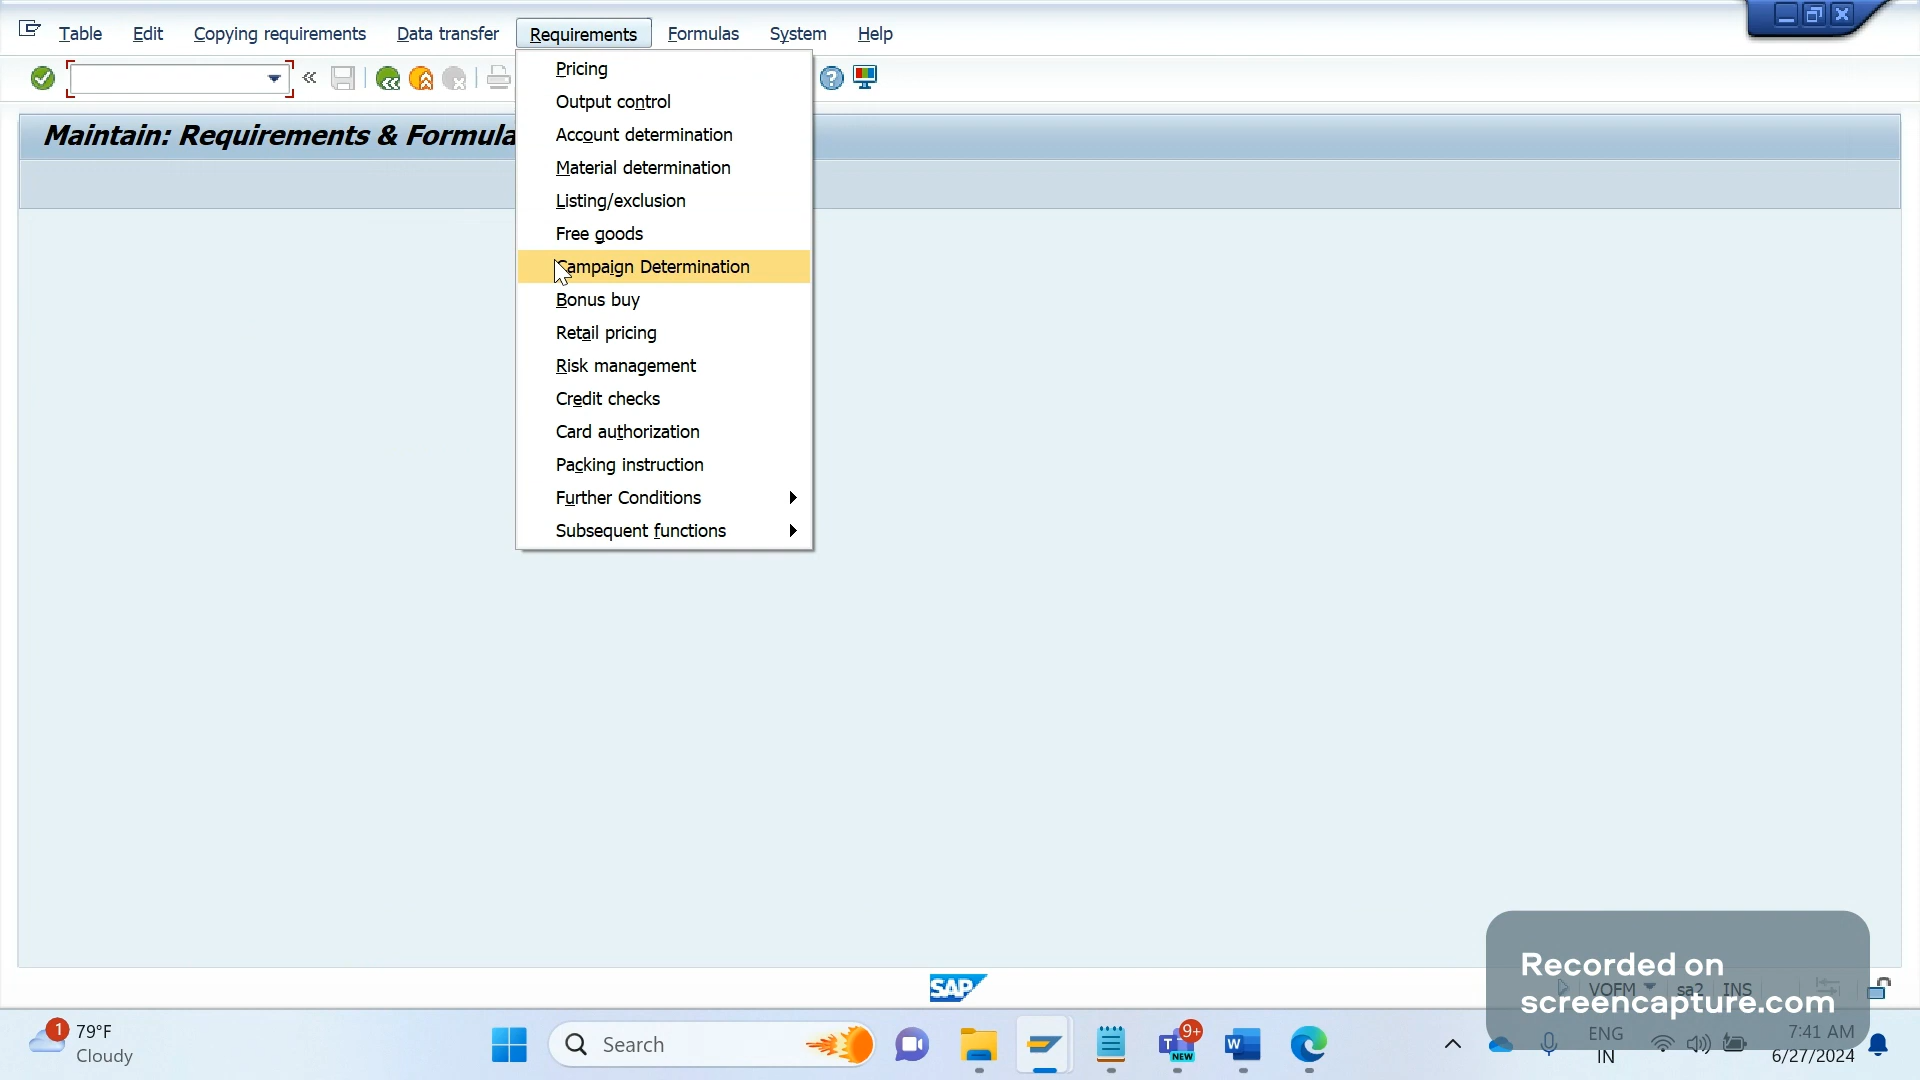 Table Edit Copying requirements Data transfer Requirements Formulas System Help
Maintain: Requirements & Formula
Pricing
Output control
Account determination
Material determination
Listing/exclusion
Free goods
Campaign Determination
Bonus buy
Retail pricing
Risk management
Credit checks
Card authorization
Packing instruction
Further Conditions
Subsequent functions
SAP
VOFM sa2 INS
Recorded on
screencapture.com
1 79°F
Cloudy
Search
9+
T NEW
W
ENG
IN
7:41 AM
6/27/2024